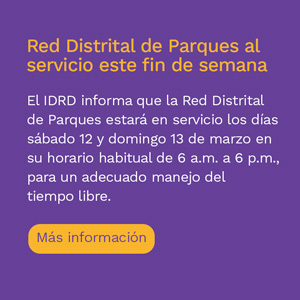 Red Distrital de Parques al
servicio este fin de semana
El IDRD informa que la Red Distrital
de Parques estará en servicio los días
sábado 12 y domingo 13 de marzo en
su horario habitual de 6 a.m. a 6 p.m.,
para un adecuado manejo del
tiempo libre.
Más información